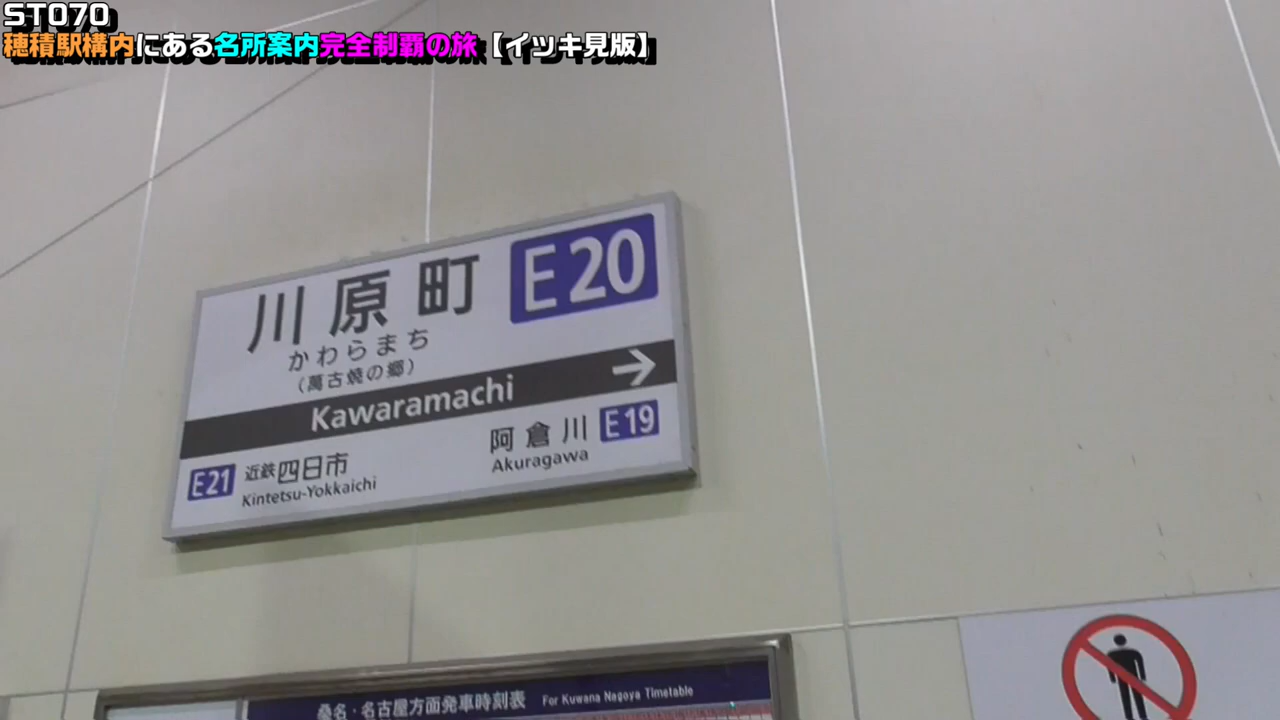 ST070
穂積駅構内にある名所案内完全制覇の旅【イッキ見版】
川原町 E20
かわらまち
(萬古焼の郷)
Kawaramachi →
E21 近鉄四日市
Kintetsu-Yokkaichi
阿倉川 E19
Akuragawa
桑名・名古屋方面発車時刻表 For Kuwana Nagoya Timetable